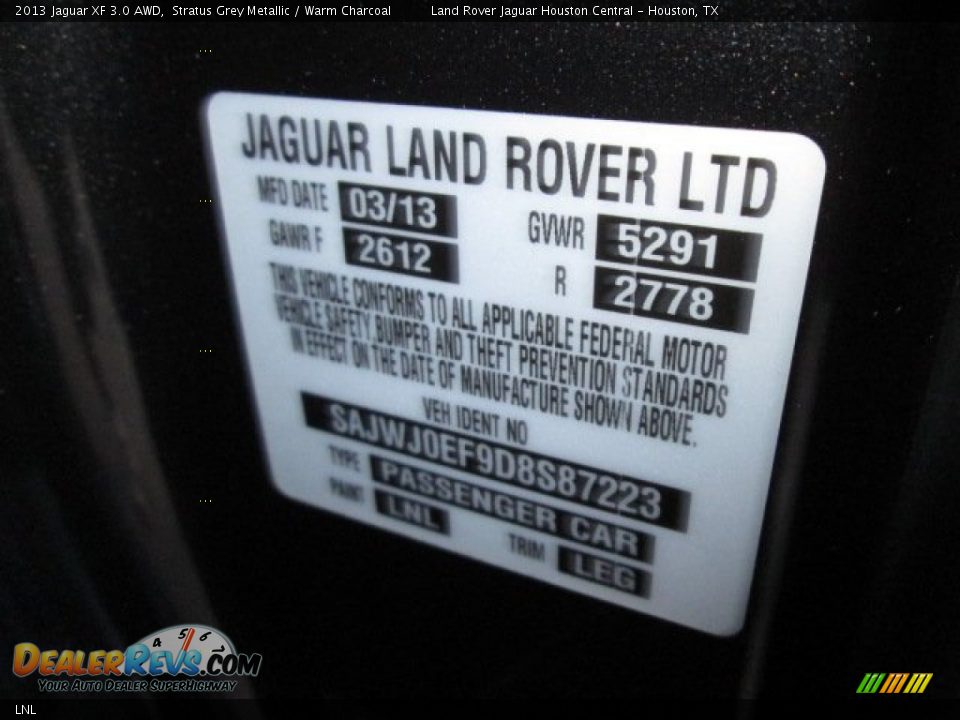 2013 Jaguar XF 3.0 AWD, Stratus Grey Metallic / Warm Charcoal Land Rover Jaguar Houston Central - Houston, TX
JAGUAR LAND ROVER LTD
MFD DATE 03/13 GVWR 5291
GAWR F 2612 R 2778
THIS VEHICLE CONFORMS TO ALL APPLICABLE FEDERAL MOTOR
VEHICLE SAFETY, BUMPER AND THEFT PREVENTION STANDARDS
IN EFFECT ON THE DATE OF MANUFACTURE SHOWN ABOVE.
VEH IDENT NO
SAJWJ0EF9D8S87223
TYPE PASSENGER CAR
PAINT LNL TRIM LEG
4 5 6
DealerRevs.com
Your Auto Dealer SuperHighway
LNL